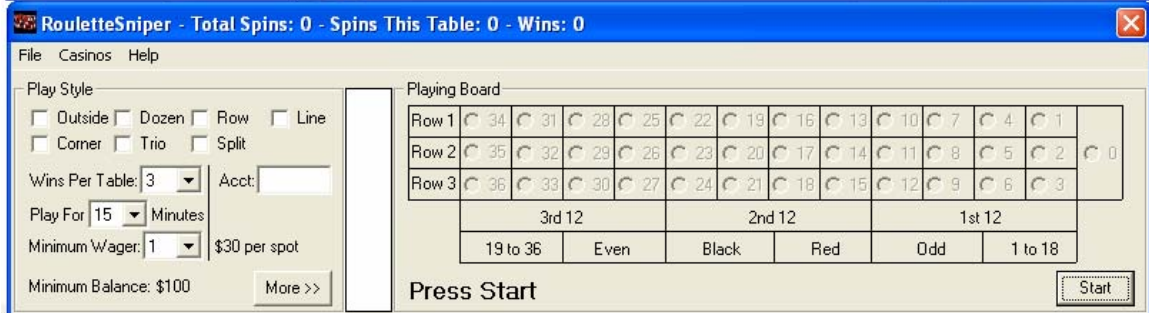 RouletteSniper - Total Spins: 0 - Spins This Table: 0 - Wins: 0
File Casinos Help
Play Style
Outside Dozen Row Line
Corner Trio Split
Wins Per Table: 3 Acct:
Play For 15 Minutes
Minimum Wager: 1 $30 per spot
Minimum Balance: $100 More >>
Playing Board
Row 1 34 31 28 25 22 19 16 13 10 7 4 1
Row 2 35 32 29 26 23 20 17 14 11 8 5 2 0
Row 3 36 33 30 27 24 21 18 15 12 9 6 3
3rd 12 2nd 12 1st 12
19 to 36 Even Black Red Odd 1 to 18
Press Start Start